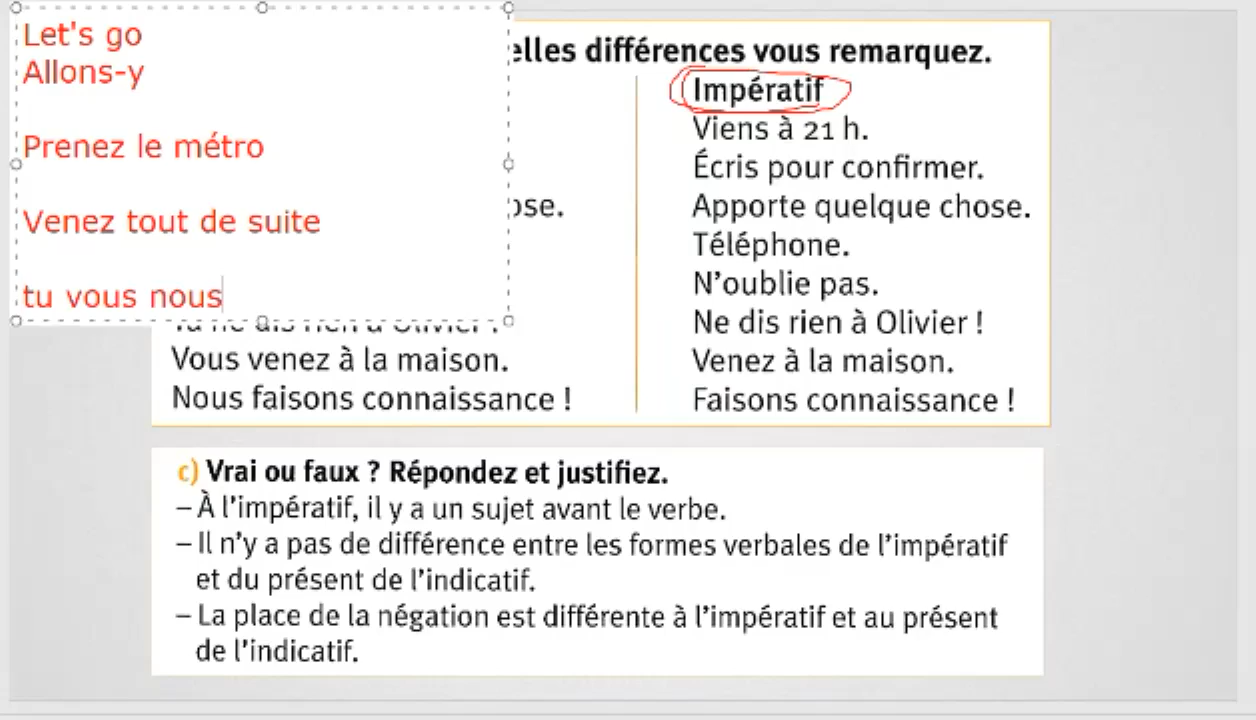 Let's go
Allons-y
Prenez le métro
Venez tout de suite
tu vous nous
différences vous remarquez.
Vous venez à la maison.
Nous faisons connaissance !
Impératif
Viens à 21 h.
Écris pour confirmer.
Apporte quelque chose.
Téléphone.
N'oublie pas.
Ne dis rien à Olivier !
Venez à la maison.
Faisons connaissance !
c) Vrai ou faux ? Répondez et justifiez.
– À l'impératif, il y a un sujet avant le verbe.
– Il n'y a pas de différence entre les formes verbales de l'impératif
et du présent de l'indicatif.
– La place de la négation est différente à l'impératif et au présent
de l'indicatif.